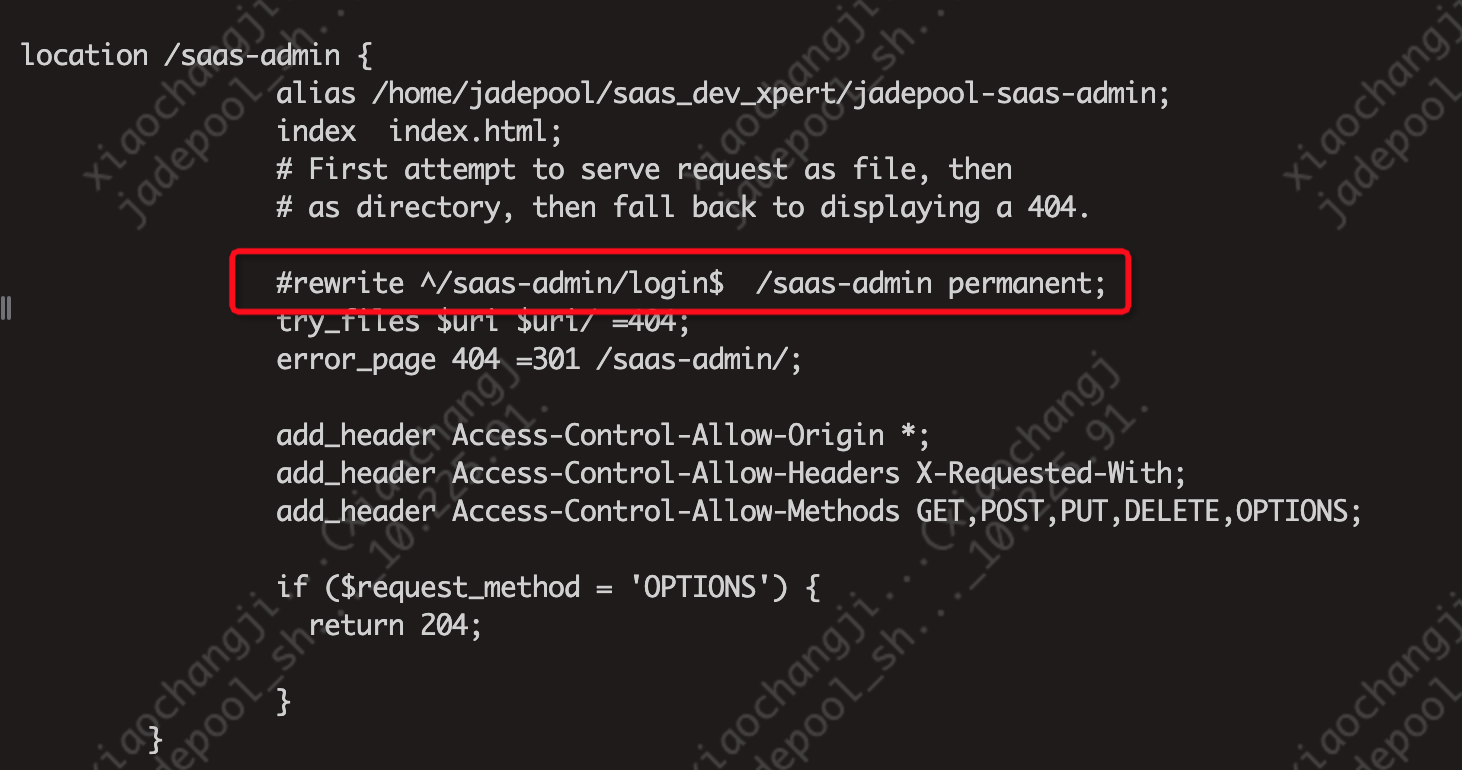 location /saas-admin {
alias /home/jadepool/saas_dev_xpert/jadepool-saas-admin;
index  index.html;
# First attempt to serve request as file, then
# as directory, then fall back to displaying a 404.
#rewrite ^/saas-admin/login$  /saas-admin permanent;
try_files $uri $uri/ =404;
error_page 404 =301 /saas-admin/;
add_header Access-Control-Allow-Origin *;
add_header Access-Control-Allow-Headers X-Requested-With;
add_header Access-Control-Allow-Methods GET,POST,PUT,DELETE,OPTIONS;
if ($request_method = 'OPTIONS') {
return 204;
}
}